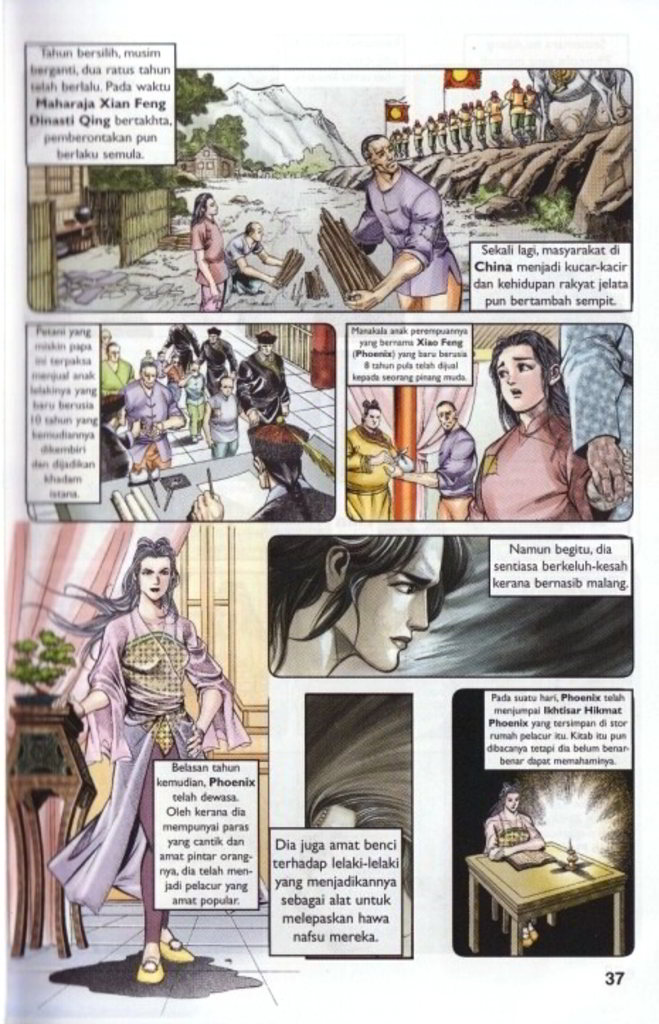 Tahun bersilih, musim
berganti, dua ratus tahun
telah berlalu. Pada waktu
Maharaja Xian Feng
Dinasti Qing bertakhta,
pemberontakan pun
berlaku semula.
Sekali lagi, masyarakat di
China menjadi kucar-kacir
dan kehidupan rakyat jelata
pun bertambah sempit.
Petani yang
miskin papa
ini terpaksa
menjual anak
lelakinya yang
baru berusia
10 tahun yang
kemudiannya
dikembiri
dan dijadikan
khadam
istana.
Manakala anak perempuannya
yang bernama Xiao Feng
(Phoenix) yang baru berusia
8 tahun pula telah dijual
kepada seorang pinang muda.
Namun begitu, dia
sentiasa berkeluh-kesah
kerana bernasib malang.
Belasan tahun
kemudian, Phoenix
telah dewasa.
Oleh kerana dia
mempunyai paras
yang cantik dan
amat pintar orang-
nya, dia telah men-
jadi pelacur yang
amat popular.
Dia juga amat benci
terhadap lelaki-lelaki
yang menjadikannya
sebagai alat untuk
melepaskan hawa
nafsu mereka.
Pada suatu hari, Phoenix telah
menjumpai Ikhtisar Hikmat
Phoenix yang tersimpan di stor
rumah pelacur itu. Kitab itu pun
dibacanya tetapi dia belum benar-
benar dapat memahaminya.
37